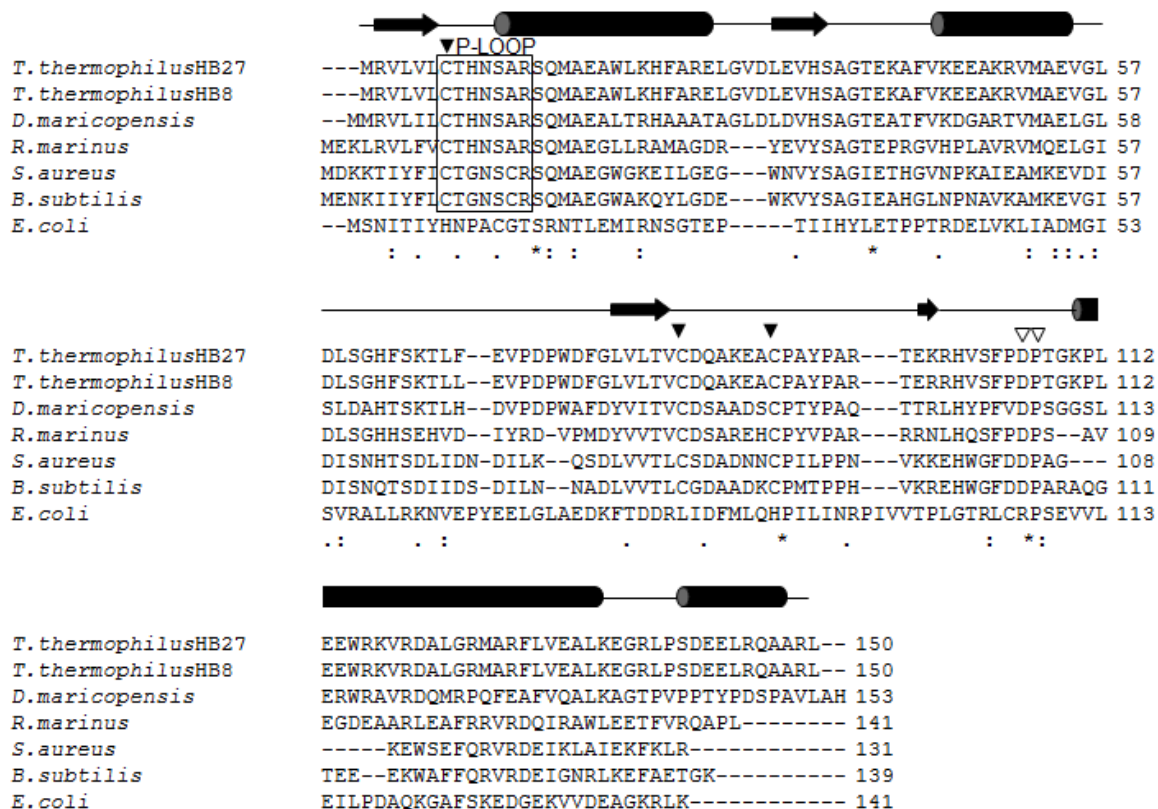 ▼P-LOOP
T.thermophilusHB27 ---MRVLVLCTHNSARSQMAEAWLKHFARELGVDLEVHSAGTEKAFVKEEAKRVMAEVGL 57
T.thermophilusHB8 ---MRVLVLCTHNSARSQMAEAWLKHFARELGVDLEVHSAGTEKAFVKEEAKRVMAEVGL 57
D.maricopensis --MMRVLILCTHNSARSQMAEALTRHAAATAGLDLDVHSAGTEATFVKDGARTVMAELGL 58
R.marinus MEKLRVLFVCTHNSARSQMAEGLLRAMAGDR---YEVYSAGTEPRGVHPLAVRVMQELGI 57
S.aureus MDKKTIYFICTGNSCRSQMAEGWGKEILGEG---WNVYSAGIETHGVNPKAIEAMKEVDI 57
B.subtilis MENKIIYFLCTGNSCRSQMAEGWAKQYLGDE---WKVYSAGIEAHGLNPNAVKAMKEVGI 57
E.coli --MSNITIYHNPACGTSRNTLEMIRNSGTEP-----TIIHYLETPPTRDELVKLIADMGI 53
: . . . *: : : . * . : ::.:
▼ ▼ ▽▽
T.thermophilusHB27 DLSGHFSKTLF--EVPDPWDFGLVLTVCDQAKEACPAYPAR---TEKRHVSFPDPTGKPL 112
T.thermophilusHB8 DLSGHFSKTLL--EVPDPWDFGLVLTVCDQAKEACPAYPAR---TERRHVSFPDPTGKPL 112
D.maricopensis SLDAHTSKTLH--DVPDPWAFDYVITVCDSAADSCPTYPAQ---TTRLHYPFVDPSGGSL 113
R.marinus DLSGHHSEHVD--IYRD-VPMDYVVTVCDSAREHCPYVPAR---RRNLHQSFPDPS--AV 109
S.aureus DISNHTSDLIDN-DILK--QSDLVVTLCSDADNNCPILPPN---VKKEHWGFDDPAG--- 108
B.subtilis DISNQTSDIIDS-DILN--NADLVVTLCGDAADKCPMTPPH---VKREHWGFDDPARAQG 111
E.coli SVRALLRKNVEPYEELGLAEDKFTDDRLIDFMLQHPILINRPIVVTPLGTRLCRPSEVVL 113
.: . : . . * . : *:
T.thermophilusHB27 EEWRKVRDALGRMARFLVEALKEGRLPSDEELRQAARL-- 150
T.thermophilusHB8 EEWRKVRDALGRMARFLVEALKEGRLPSDEELRQAARL-- 150
D.maricopensis ERWRAVRDQMRPQFEAFVQALKAGTPVPPTYPDSPAVLAH 153
R.marinus EGDEAARLEAFRRVRDQIRAWLEETFVRQAPL-------- 141
S.aureus -----KEWSEFQRVRDEIKLAIEKFKLR------------ 131
B.subtilis TEE--EKWAFFQRVRDEIGNRLKEFAETGK---------- 139
E.coli EILPDAQKGAFSKEDGEKVVDEAGKRLK------------ 141